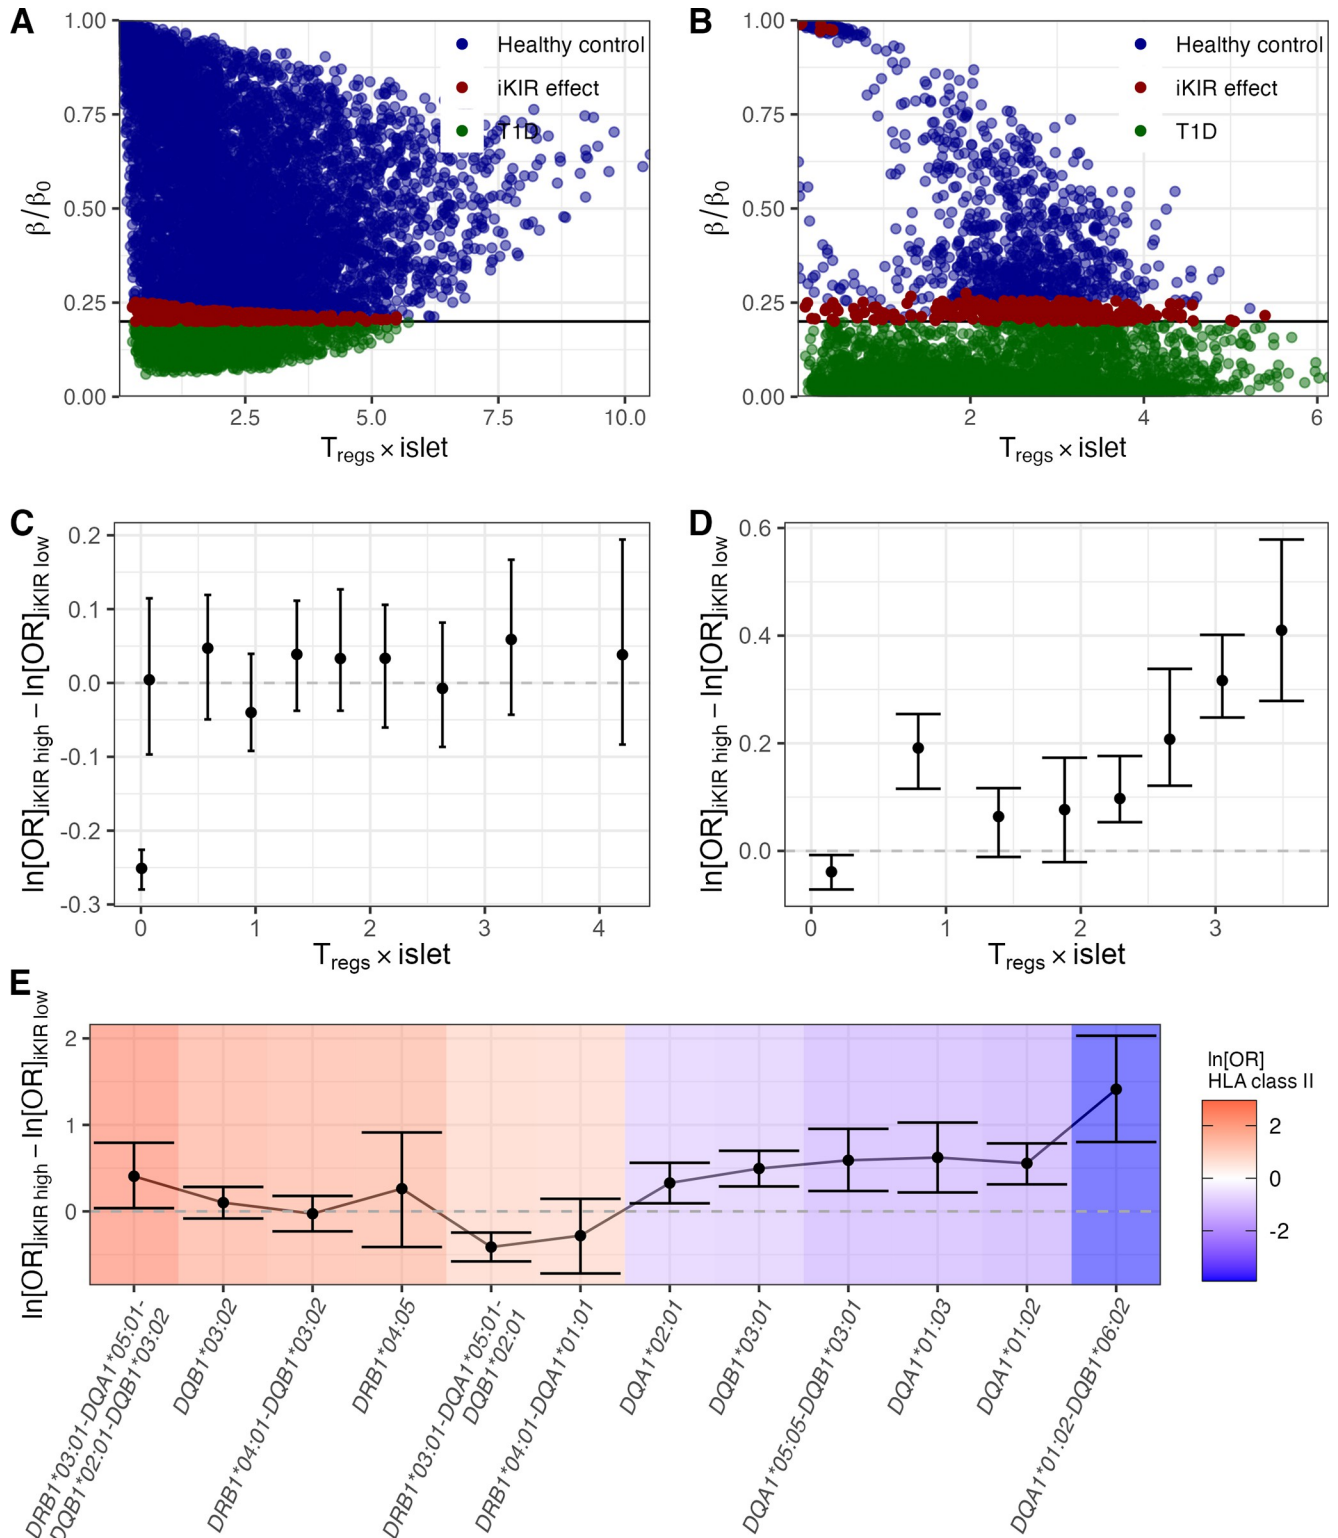 A
1.00
0.75
0.50
0.25
0.00
β/β0
Healthy control
iKIR effect
T1D
2.5
5.0
7.5
10.0
Tregs × islet
B
1.00
0.75
0.50
0.25
0.00
β/β0
Healthy control
iKIR effect
T1D
2
4
6
Tregs × islet
C
0.2
0.1
0.0
-0.1
-0.2
-0.3
ln[OR]iKIR high − ln[OR]iKIR low
0
1
2
3
4
Tregs × islet
D
0.6
0.4
0.2
0.0
ln[OR]iKIR high − ln[OR]iKIR low
0
1
2
3
Tregs × islet
E
2
1
0
ln[OR]iKIR high − ln[OR]iKIR low
DRB1*03:01-DQA1*05:01-
DQB1*02:01-DQB1*03:02
DQB1*03:02
DRB1*04:01-DQB1*03:02
DRB1*04:05
DRB1*03:01-DQA1*05:01-
DQB1*02:01
DRB1*04:01-DQA1*01:01
DQA1*02:01
DQB1*03:01
DQA1*05:05-DQB1*03:01
DQA1*01:03
DQA1*01:02
DQA1*01:02-DQB1*06:02
ln[OR]
HLA class II
2
0
-2